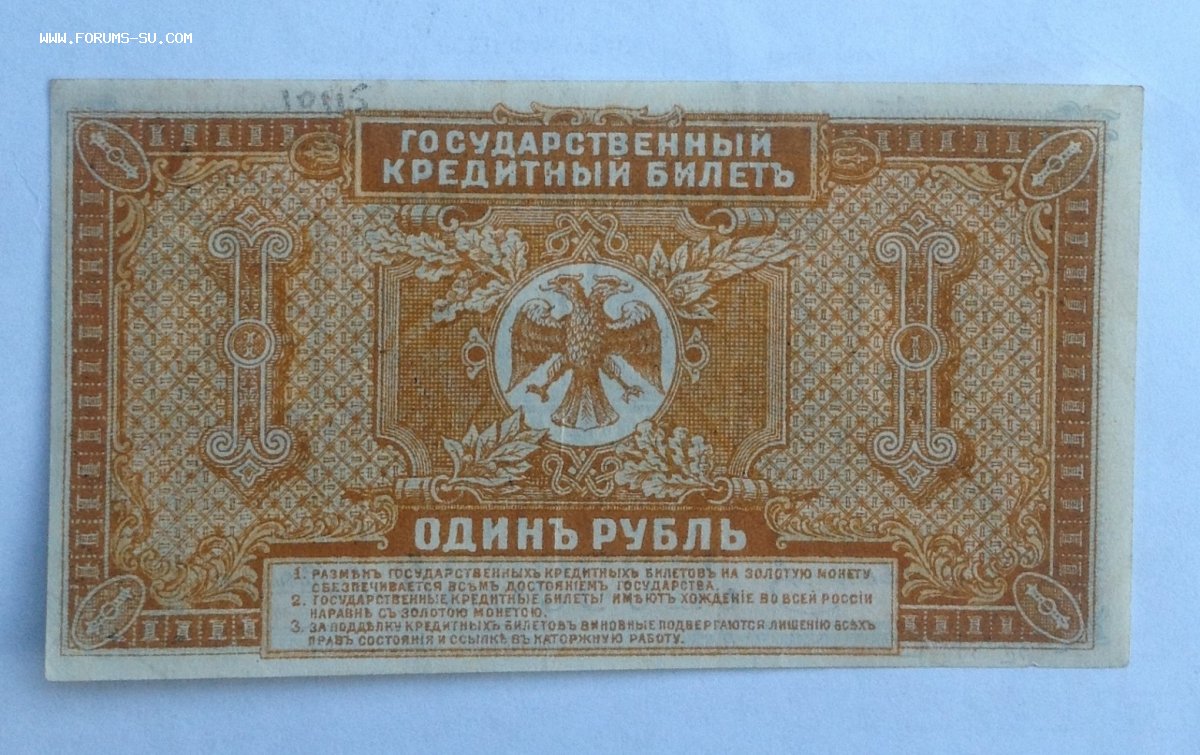 WWW.FORUMS-SU.COM
ГОСУДАРСТВЕННЫЙ
КРЕДИТНЫЙ БИЛЕТЪ
1
1
ОДИНЪ РУБЛЬ
1. РАЗМѢНЪ ГОСУДАРСТВЕННЫХЪ КРЕДИТНЫХЪ БИЛЕТОВЪ НА ЗОЛОТУЮ МОНЕТУ
ОБЕЗПЕЧИВАЕТСЯ ВСѢМЪ ДОСТОЯНІЕМЪ ГОСУДАРСТВА.
2. ГОСУДАРСТВЕННЫЕ КРЕДИТНЫЕ БИЛЕТЫ ИМѢЮТЪ ХОЖДЕНІЕ ВО ВСЕЙ РОССІИ
НАРАВНѢ СЪ ЗОЛОТОЮ МОНЕТОЮ.
3. ЗА ПОДДѢЛКУ КРЕДИТНЫХЪ БИЛЕТОВЪ ВИНОВНЫЕ ПОДВЕРГАЮТСЯ ЛИШЕНІЮ ВСѢХЪ
ПРАВЪ СОСТОЯНІЯ И ССЫЛКѢ ВЪ КАТОРЖНУЮ РАБОТУ.